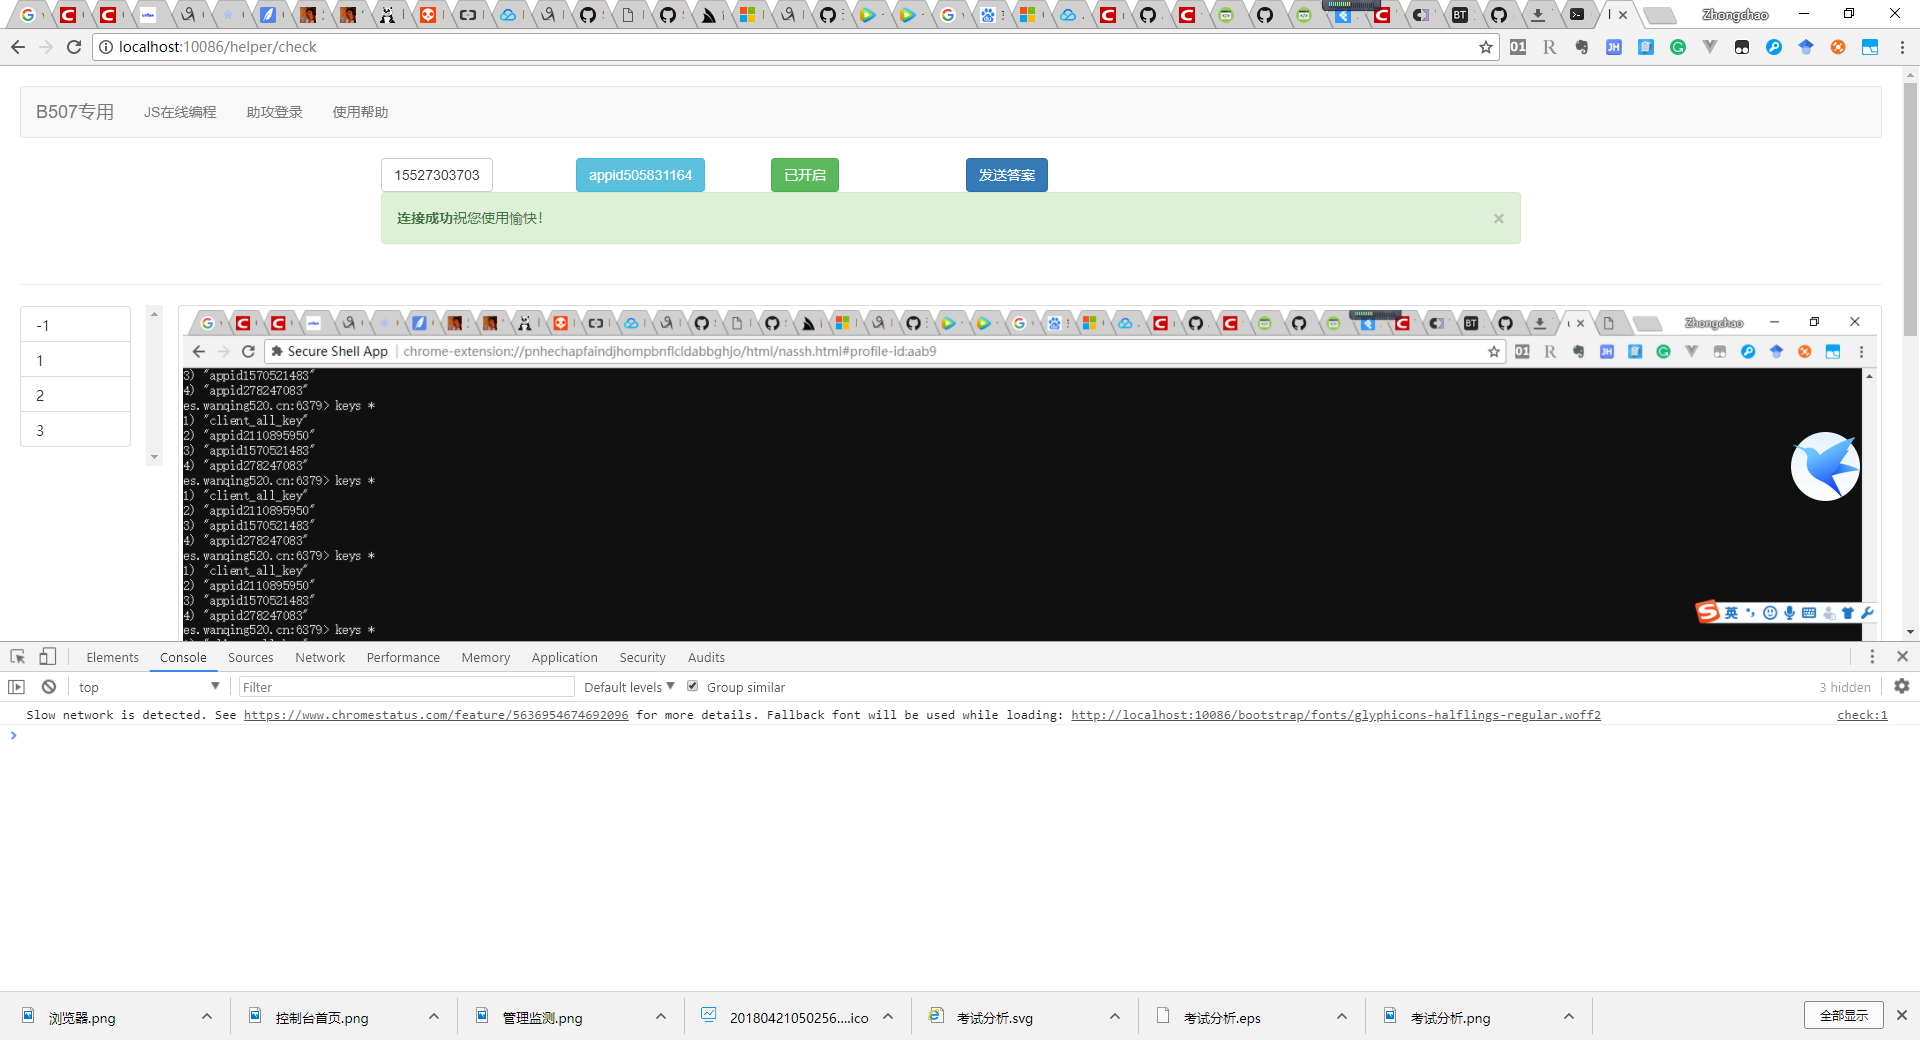 Zhongchao
localhost:10086/helper/check
B507专用 JS在线编程 助攻登录 使用帮助
15527303703 appid505831164 已开启 发送答案
连接成功祝您使用愉快! ×
-1
1
2
3
Zhongchao
Secure Shell App chrome-extension://pnhechapfaindjhompbnflcldabbghjo/html/nassh.html#profile-id:aab9
3) "appid1570521483"
4) "appid278247083"
es.wanqing520.cn:6379> keys *
1) "client_all_key"
2) "appid2110895950"
3) "appid1570521483"
4) "appid278247083"
es.wanqing520.cn:6379> keys *
1) "client_all_key"
2) "appid2110895950"
3) "appid1570521483"
4) "appid278247083"
es.wanqing520.cn:6379> keys *
1) "client_all_key"
2) "appid2110895950"
3) "appid1570521483"
4) "appid278247083"
es.wanqing520.cn:6379> keys *
英
Elements Console Sources Network Performance Memory Application Security Audits
top Filter Default levels Group similar 3 hidden
Slow network is detected. See https://www.chromestatus.com/feature/5636954674692096 for more details. Fallback font will be used while loading: http://localhost:10086/bootstrap/fonts/glyphicons-halflings-regular.woff2 check:1
浏览器.png 控制台首页.png 管理监测.png 20180421050256....ico 考试分析.svg 考试分析.eps 考试分析.png 全部显示